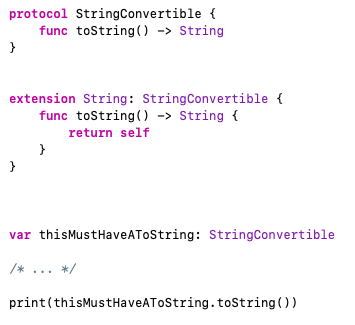 protocol StringConvertible {
    func toString() -> String
}
extension String: StringConvertible {
    func toString() -> String {
        return self
    }
}
var thisMustHaveAToString: StringConvertible
/* ... */
print(thisMustHaveAToString.toString())